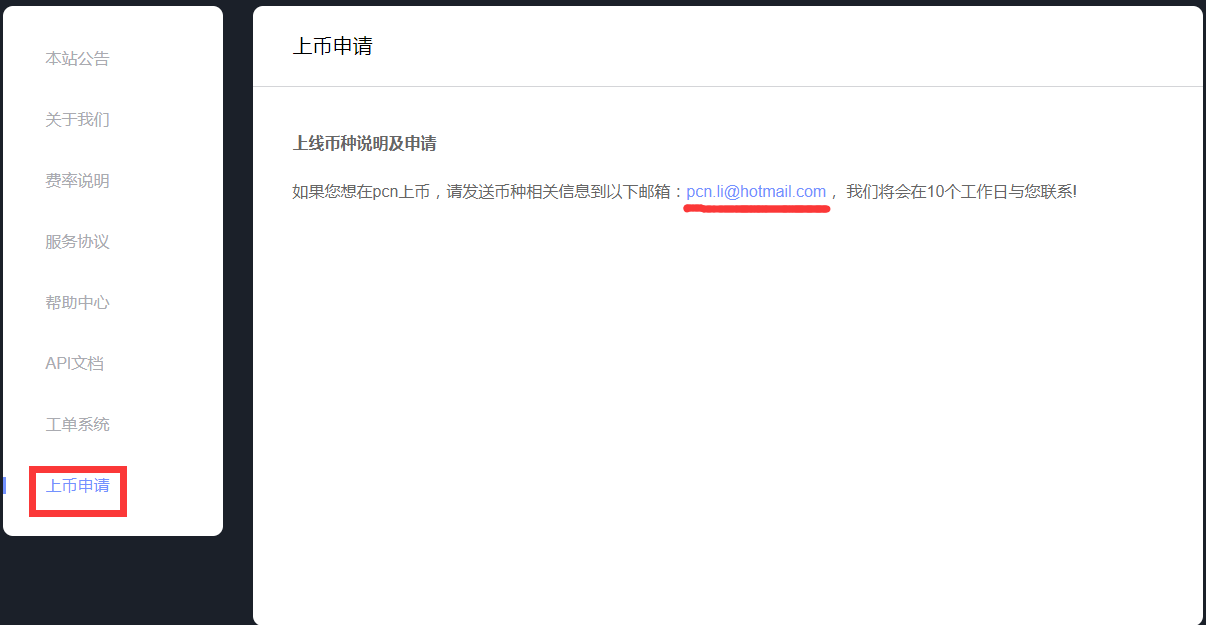 本站公告
关于我们
费率说明
服务协议
帮助中心
API文档
工单系统
上币申请
上币申请
上线币种说明及申请
如果您想在pcn上币，请发送币种相关信息到以下邮箱：pcn.li@hotmail.com， 我们将会在10个工作日与您联系!